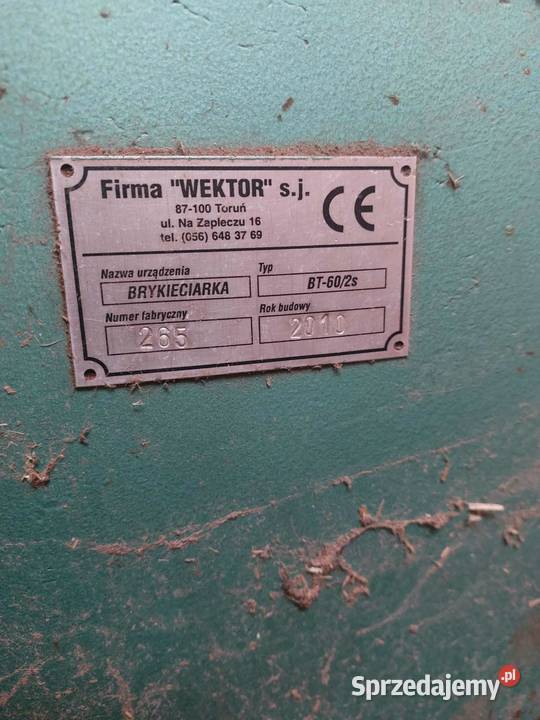 Firma "WEKTOR" s.j.
87-100 Toruń
ul. Na Zapleczu 16
tel. (056) 648 37 69
CE
Nazwa urządzenia Typ
BRYKIECIARKA BT-60/2s
Numer fabryczny Rok budowy
265 2010
Sprzedajemy.pl